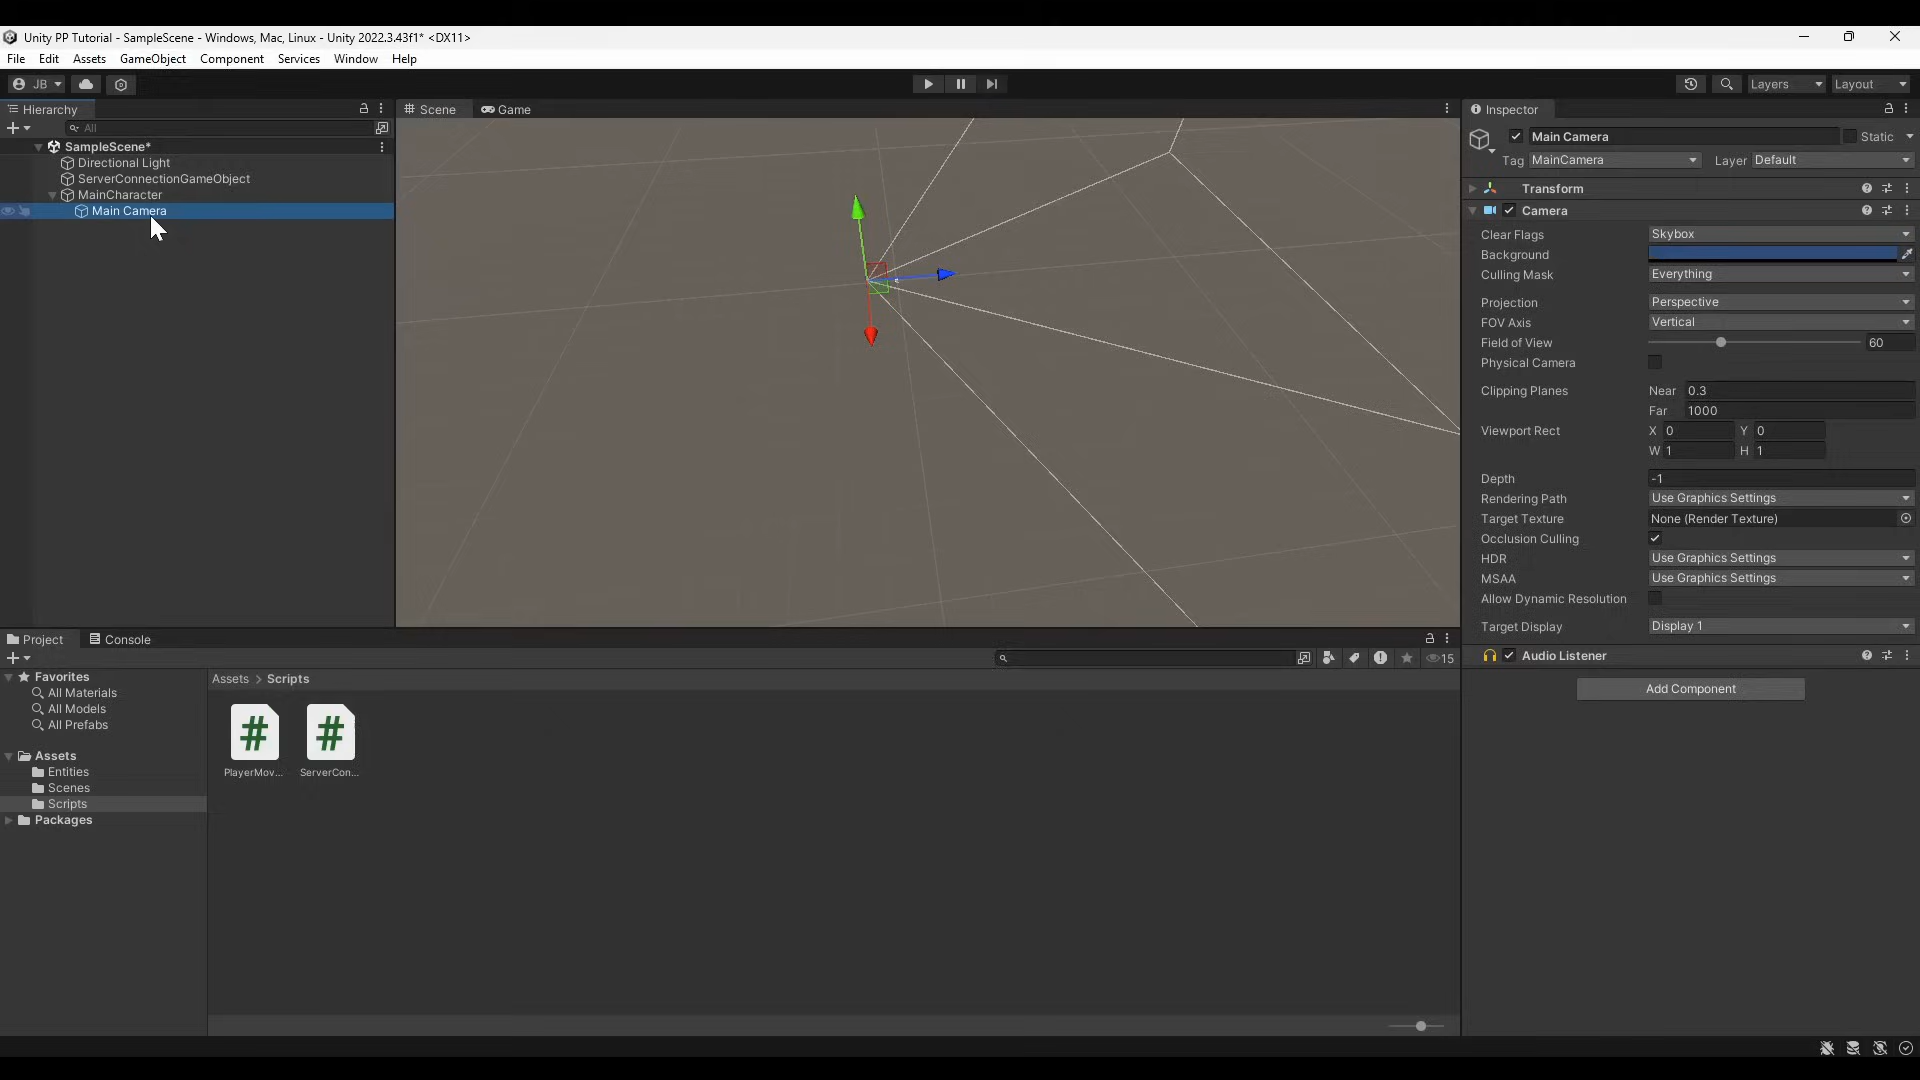 Unity PP Tutorial - SampleScene - Windows, Mac, Linux - Unity 2022.3.43f1* <DX11>
File Edit Assets GameObject Component Services Window Help
JB Layers Layout
Hierarchy
All
SampleScene*
Directional Light
ServerConnectionGameObject
MainCharacter
Main Camera
Scene Game
Inspector
Main Camera Static
Tag MainCamera Layer Default
Transform
Camera
Clear Flags Skybox
Background
Culling Mask Everything
Projection Perspective
FOV Axis Vertical
Field of View 60
Physical Camera
Clipping Planes Near 0.3
Far 1000
Viewport Rect X 0 Y 0
W 1 H 1
Depth -1
Rendering Path Use Graphics Settings
Target Texture None (Render Texture)
Occlusion Culling
HDR Use Graphics Settings
MSAA Use Graphics Settings
Allow Dynamic Resolution
Target Display Display 1
Audio Listener
Add Component
Project Console
15
Favorites
All Materials
All Models
All Prefabs
Assets
Entities
Scenes
Scripts
Packages
Assets > Scripts
# #
PlayerMov... ServerCon...